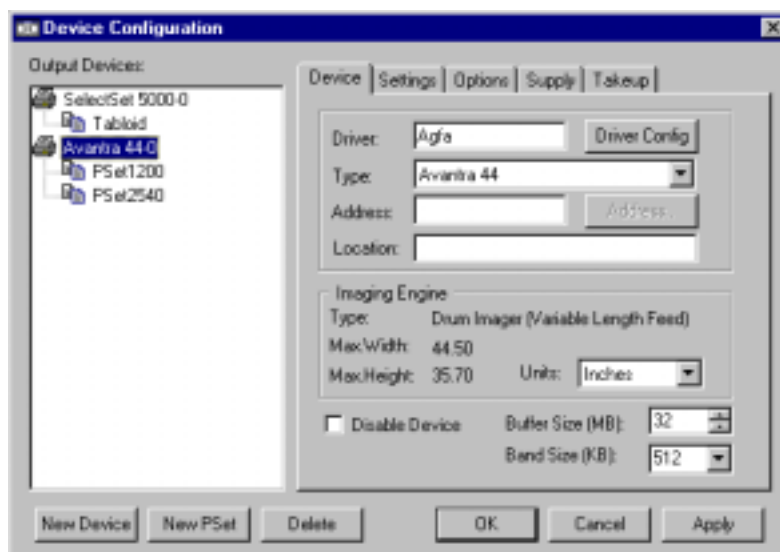 Device Configuration
Output Devices:
SelectSet 5000-0
Tabloid
Avantra 44-0
PSet1200
PSet2540
Device Settings Options Supply Takeup
Driver: Agfa Driver Config
Type: Avantra 44
Address: Address..
Location:
Imaging Engine
Type: Drum Imager (Variable Length Feed)
Max.Width: 44.50
Max.Height: 35.70 Units: Inches
Disable Device Buffer Size (MB): 32
Band Size (KB): 512
New Device New PSet Delete OK Cancel Apply